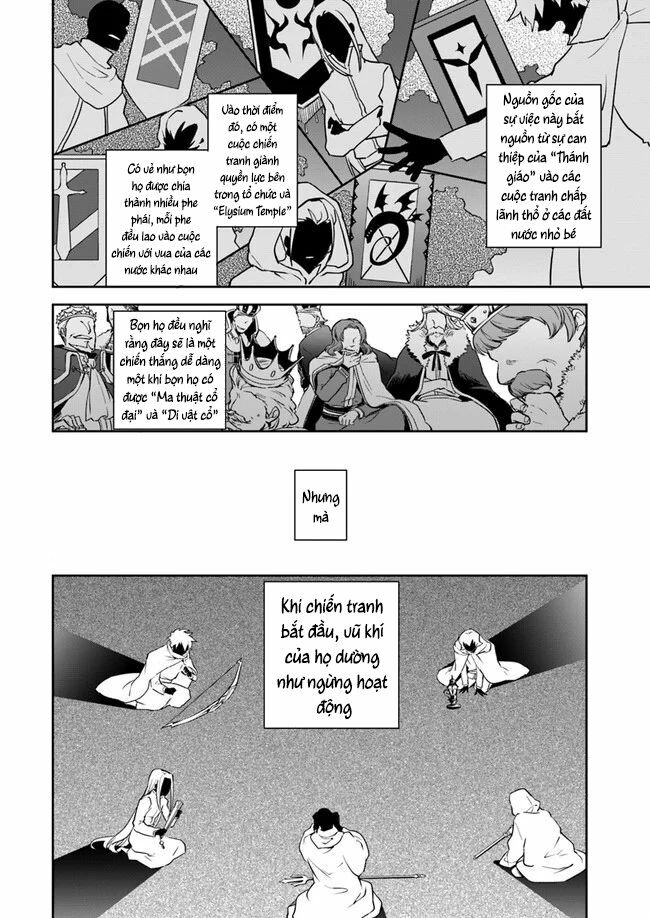 Nguồn gốc của
sự việc này bắt
nguồn từ sự can
thiệp của "Thánh
giáo" vào các
cuộc tranh chấp
lãnh thổ ở các đất
nước nhỏ bé
Vào thời điểm
đó, có một
cuộc chiến
tranh giành
quyền lực bên
trong tổ chức và
"Elysium Temple"
Có vẻ như bọn
họ được chia
thành nhiều phe
phái, mỗi phe
đều lao vào cuộc
chiến với vua của các
nước khác nhau
Bọn họ đều nghĩ
rằng đây sẽ là một
chiến thắng dễ dàng
một khi bọn họ có
được "Ma thuật cổ
đại" và "Di vật cổ"
Nhưng
mà
Khi chiến tranh
bắt đầu, vũ khí
của họ dường
như ngừng hoạt
động